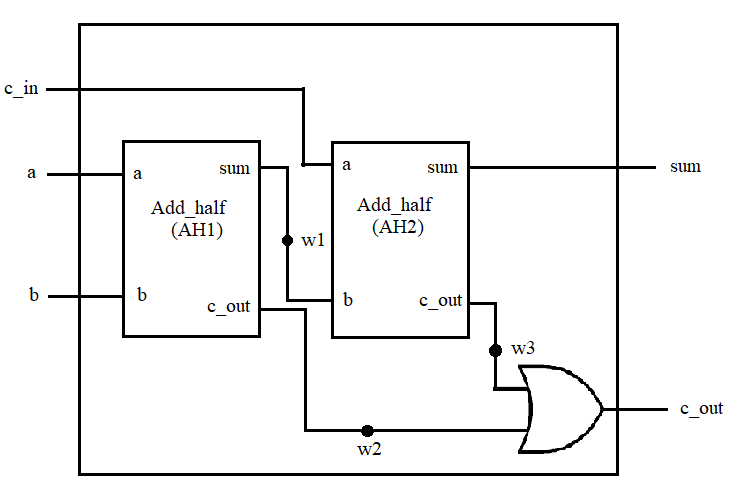 c_in
a
b
a
sum
Add_half
(AH1)
b
c_out
w1
a
sum
Add_half
(AH2)
b
c_out
w2
w3
sum
c_out